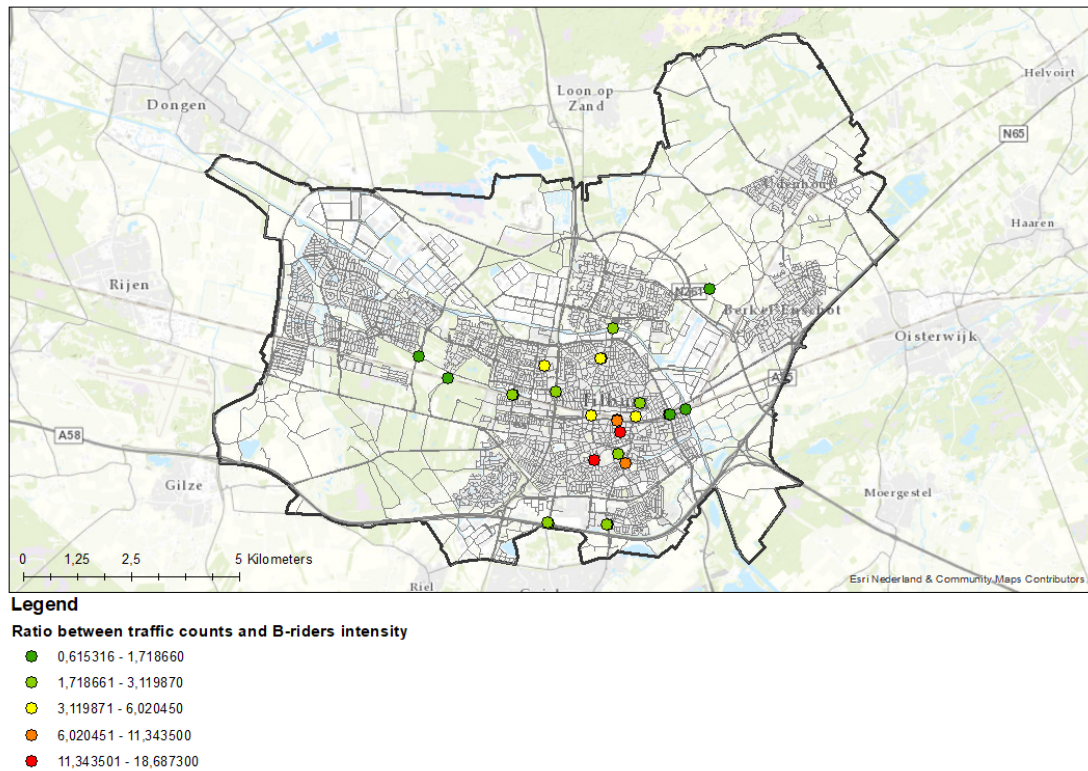 Helvoirt
Dongen
Loon op
Zand
N65
Udenhout
Haaren
Rijen
N261
Berkel-Enschot
Oisterwijk
Tilburg
A58
Gilze
Moergestel
0 1,25 2,5 5 Kilometers
Riel
Esri Nederland & Community Maps Contributors
Legend
Ratio between traffic counts and B-riders intensity
0,615316 - 1,718660
1,718661 - 3,119870
3,119871 - 6,020450
6,020451 - 11,343500
11,343501 - 18,687300